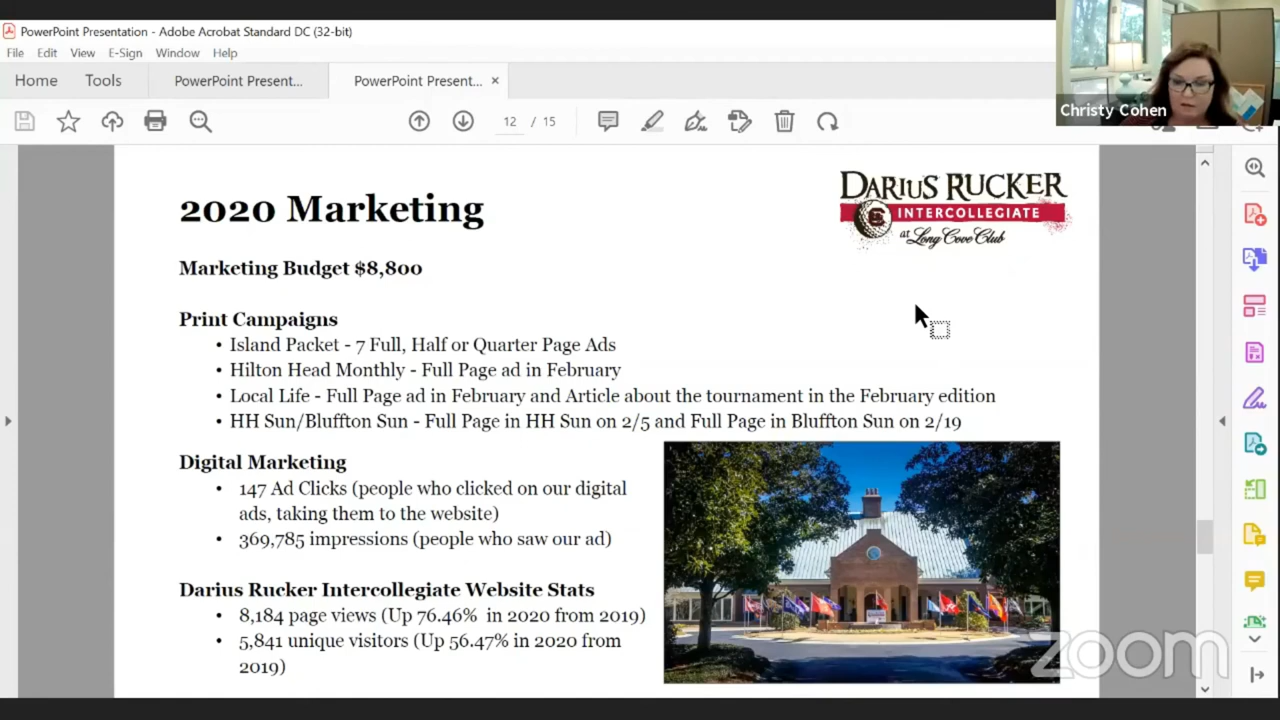 PowerPoint Presentation - Adobe Acrobat Standard DC (32-bit)
File Edit View E-Sign Window Help
Home Tools PowerPoint Present... PowerPoint Present... ×
12 / 15
Christy Cohen
2020 Marketing
DARIUS RUCKER
INTERCOLLEGIATE
at Long Cove Club
Marketing Budget $8,800
Print Campaigns
• Island Packet - 7 Full, Half or Quarter Page Ads
• Hilton Head Monthly - Full Page ad in February
• Local Life - Full Page ad in February and Article about the tournament in the February edition
• HH Sun/Bluffton Sun - Full Page in HH Sun on 2/5 and Full Page in Bluffton Sun on 2/19
Digital Marketing
• 147 Ad Clicks (people who clicked on our digital
ads, taking them to the website)
• 369,785 impressions (people who saw our ad)
Darius Rucker Intercollegiate Website Stats
• 8,184 page views (Up 76.46% in 2020 from 2019)
• 5,841 unique visitors (Up 56.47% in 2020 from
2019)
zoom